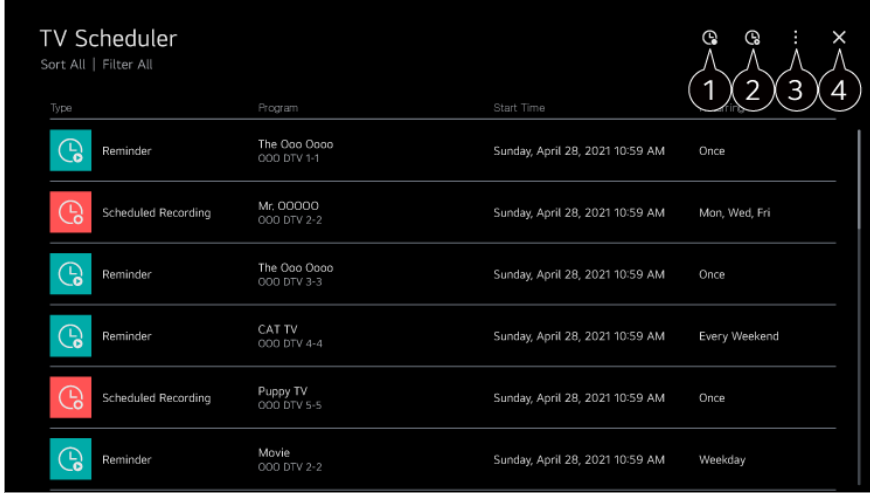 TV Scheduler
Sort All | Filter All
1 2 3 4
Type Program Start Time
Reminder The Ooo Oooo Sunday, April 28, 2021 10:59 AM Once
OOO DTV 1-1
Scheduled Recording Mr. OOOOO Sunday, April 28, 2021 10:59 AM Mon, Wed, Fri
OOO DTV 2-2
Reminder The Ooo Oooo Sunday, April 28, 2021 10:59 AM Once
OOO DTV 3-3
Reminder CAT TV Sunday, April 28, 2021 10:59 AM Every Weekend
OOO DTV 4-4
Scheduled Recording Puppy TV Sunday, April 28, 2021 10:59 AM Once
OOO DTV 5-5
Reminder Movie Sunday, April 28, 2021 10:59 AM Weekday
OOO DTV 2-2